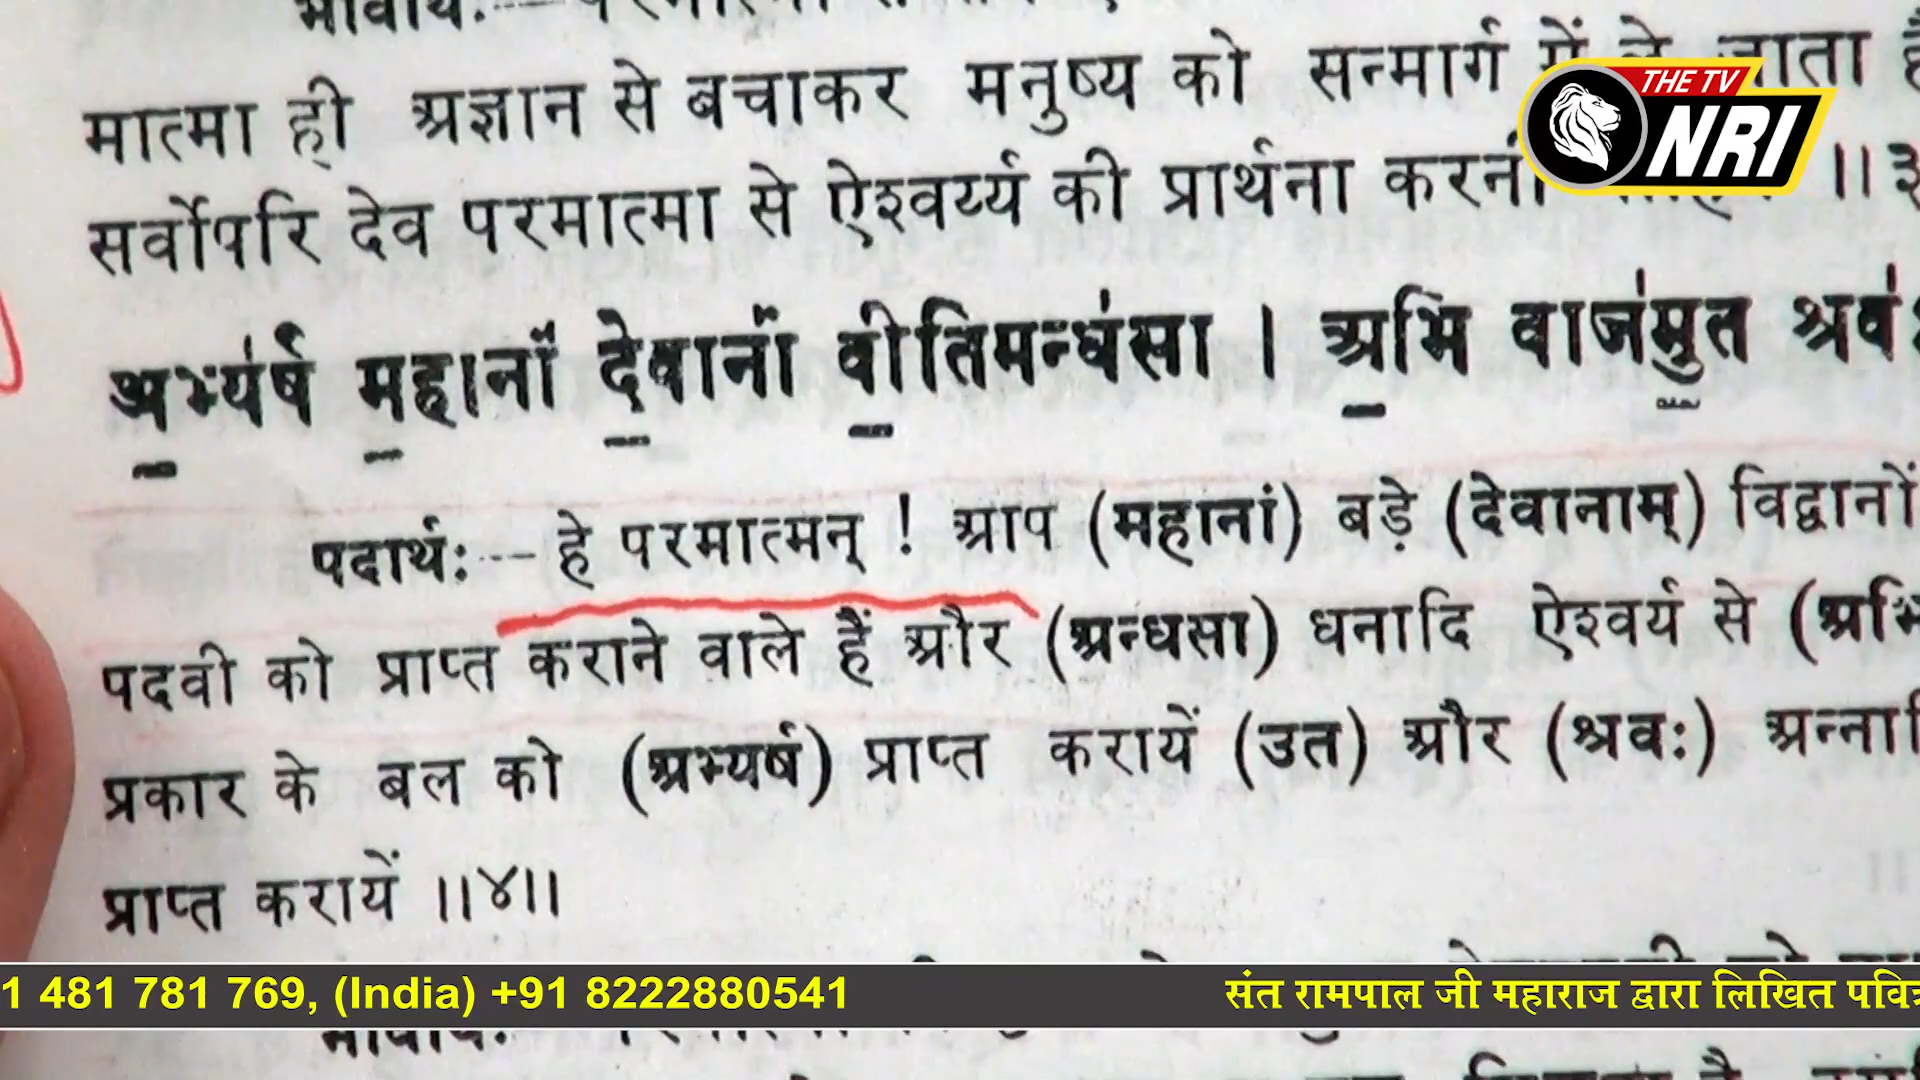 भावार्थः—परमात्मा
मात्मा ही अज्ञान से बचाकर मनुष्य को सन्मार्ग में ले जाता है
THE TV
NRI
सर्वोपरि देव परमात्मा से ऐश्वर्य्य की प्रार्थना करनी ॥३
अभ्यर्ष महानां देवानां वीतिमन्धसा । अभि वाजमुत श्रवः
पदार्थः—हे परमात्मन् ! आप (महानां) बड़े (देवानाम्) विद्वानों
पदवी को प्राप्त कराने वाले हैं और (अन्धसा) धनादि ऐश्वर्य से (अभि
प्रकार के बल को (अभ्यर्ष) प्राप्त करायें (उत) और (श्रवः) अन्नादि
प्राप्त करायें ॥४॥
1 481 781 769, (India) +91 8222880541 संत रामपाल जी महाराज द्वारा लिखित पवित्र